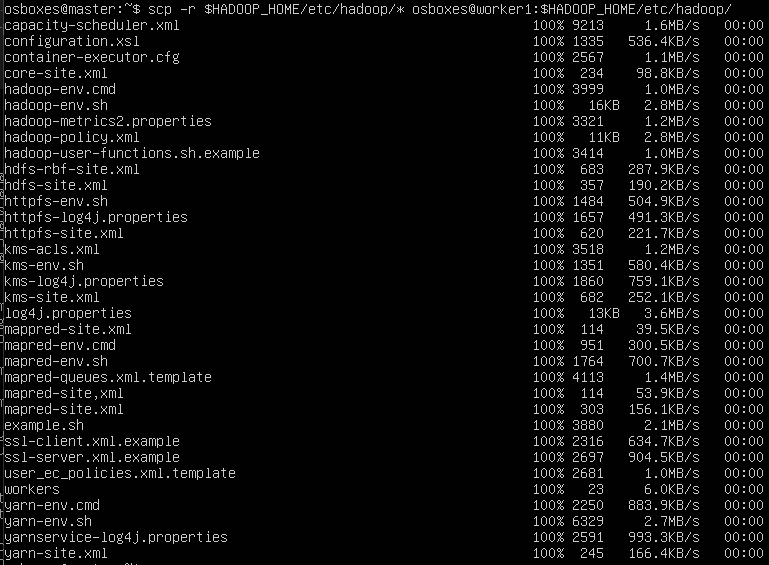 osboxes@master:~$ scp -r $HADOOP_HOME/etc/hadoop/* osboxes@worker1:$HADOOP_HOME/etc/hadoop/
capacity-scheduler.xml 100% 9213 1.6MB/s 00:00
configuration.xsl 100% 1335 536.4KB/s 00:00
container-executor.cfg 100% 2567 1.1MB/s 00:00
core-site.xml 100% 234 98.8KB/s 00:00
hadoop-env.cmd 100% 3999 1.0MB/s 00:00
hadoop-env.sh 100% 16KB 2.8MB/s 00:00
hadoop-metrics2.properties 100% 3321 1.2MB/s 00:00
hadoop-policy.xml 100% 11KB 2.8MB/s 00:00
hadoop-user-functions.sh.example 100% 3414 1.0MB/s 00:00
hdfs-rbf-site.xml 100% 683 287.9KB/s 00:00
hdfs-site.xml 100% 357 190.2KB/s 00:00
httpfs-env.sh 100% 1484 504.9KB/s 00:00
httpfs-log4j.properties 100% 1657 491.3KB/s 00:00
httpfs-site.xml 100% 620 221.7KB/s 00:00
kms-acls.xml 100% 3518 1.2MB/s 00:00
kms-env.sh 100% 1351 580.4KB/s 00:00
kms-log4j.properties 100% 1860 759.1KB/s 00:00
kms-site.xml 100% 682 252.1KB/s 00:00
log4j.properties 100% 13KB 3.6MB/s 00:00
mappred-site.xml 100% 114 39.5KB/s 00:00
mapred-env.cmd 100% 951 300.5KB/s 00:00
mapred-env.sh 100% 1764 700.7KB/s 00:00
mapred-queues.xml.template 100% 4113 1.4MB/s 00:00
mapred-site,xml 100% 114 53.9KB/s 00:00
mapred-site.xml 100% 303 156.1KB/s 00:00
example.sh 100% 3880 2.1MB/s 00:00
ssl-client.xml.example 100% 2316 634.7KB/s 00:00
ssl-server.xml.example 100% 2697 904.5KB/s 00:00
user_ec_policies.xml.template 100% 2681 1.0MB/s 00:00
workers 100% 23 6.0KB/s 00:00
yarn-env.cmd 100% 2250 883.9KB/s 00:00
yarn-env.sh 100% 6329 2.7MB/s 00:00
yarnservice-log4j.properties 100% 2591 993.3KB/s 00:00
yarn-site.xml 100% 245 166.4KB/s 00:00